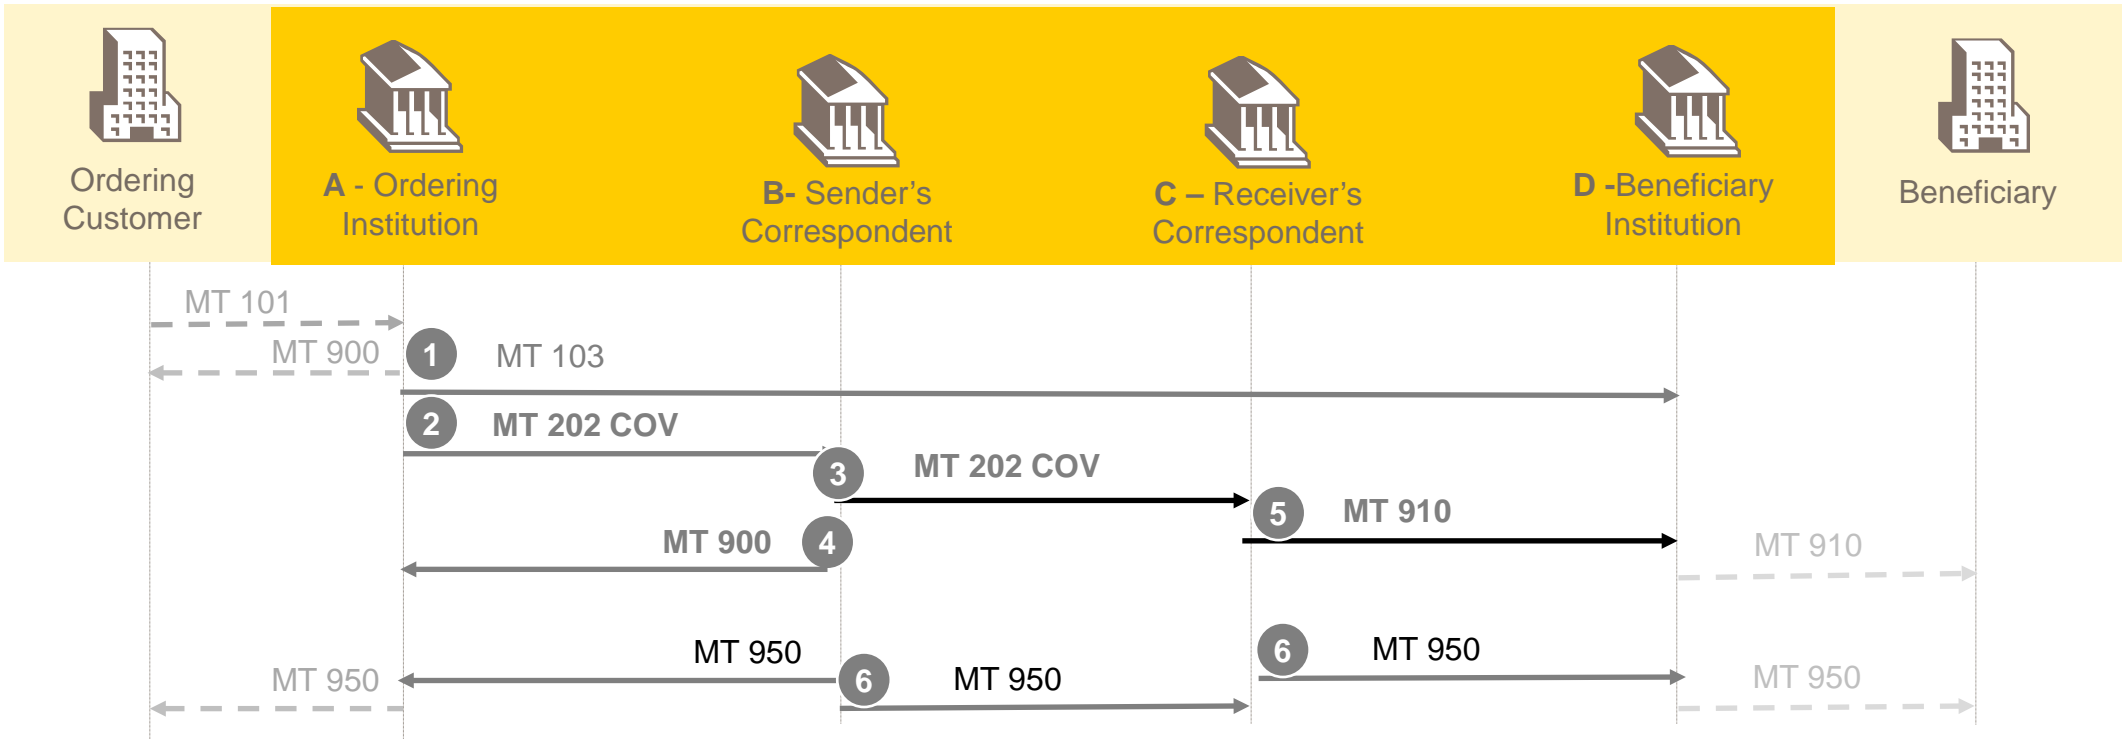 Ordering
Customer
A - Ordering
Institution
B- Sender's
Correspondent
C – Receiver's
Correspondent
D -Beneficiary
Institution
Beneficiary
MT 101
MT 900
1
MT 103
2
MT 202 COV
3
MT 202 COV
MT 900
4
5
MT 910
MT 910
MT 950
MT 950
6
MT 950
6
MT 950
MT 950